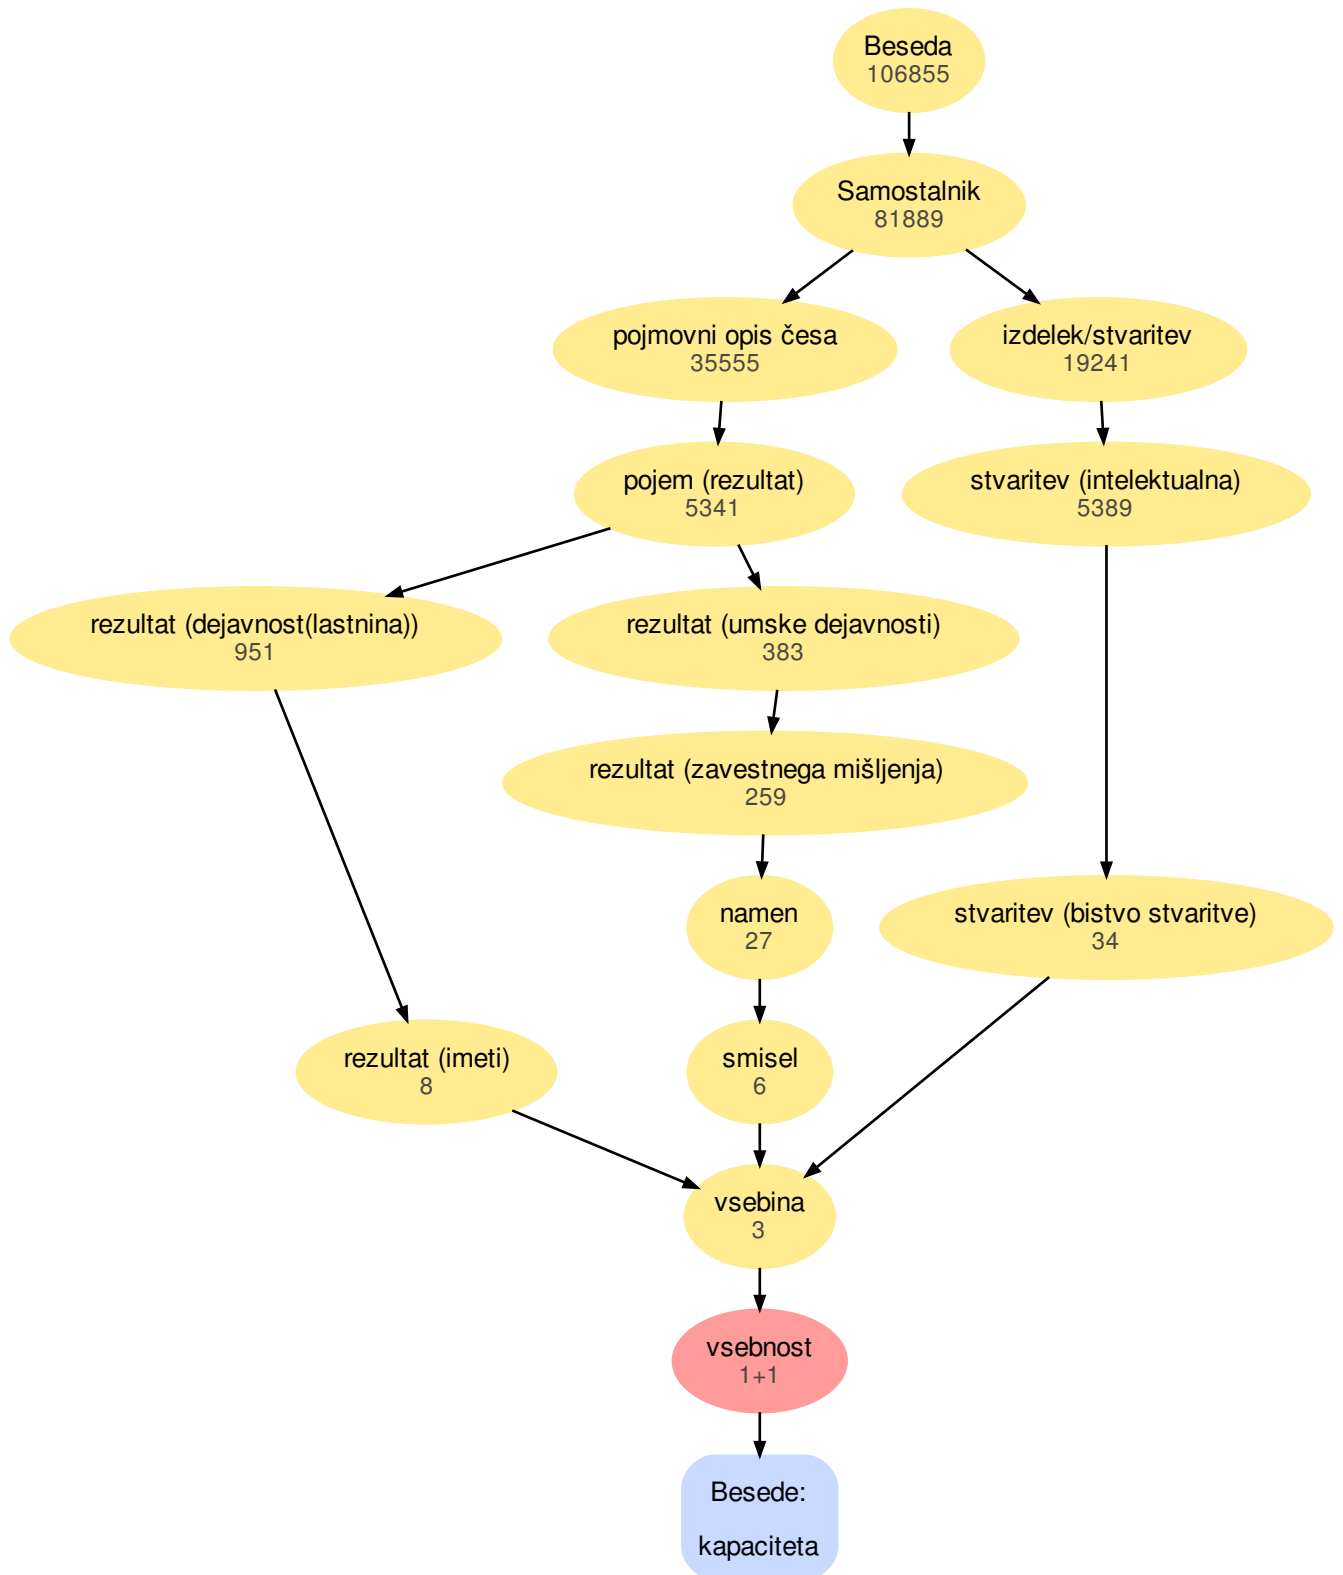 Beseda
106855
Samostalnik
81889
pojmovni opis česa
35555
izdelek/stvaritev
19241
pojem (rezultat)
5341
stvaritev (intelektualna)
5389
rezultat (dejavnost(lastnina))
951
rezultat (umske dejavnosti)
383
rezultat (zavestnega mišljenja)
259
namen
27
stvaritev (bistvo stvaritve)
34
rezultat (imeti)
8
smisel
6
vsebina
3
vsebnost
1+1
Besede:
kapaciteta